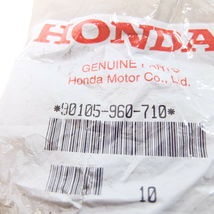 HONDA
GENUINE PARTS
Honda Motor Co., Ltd.
*90105-960-710*
10